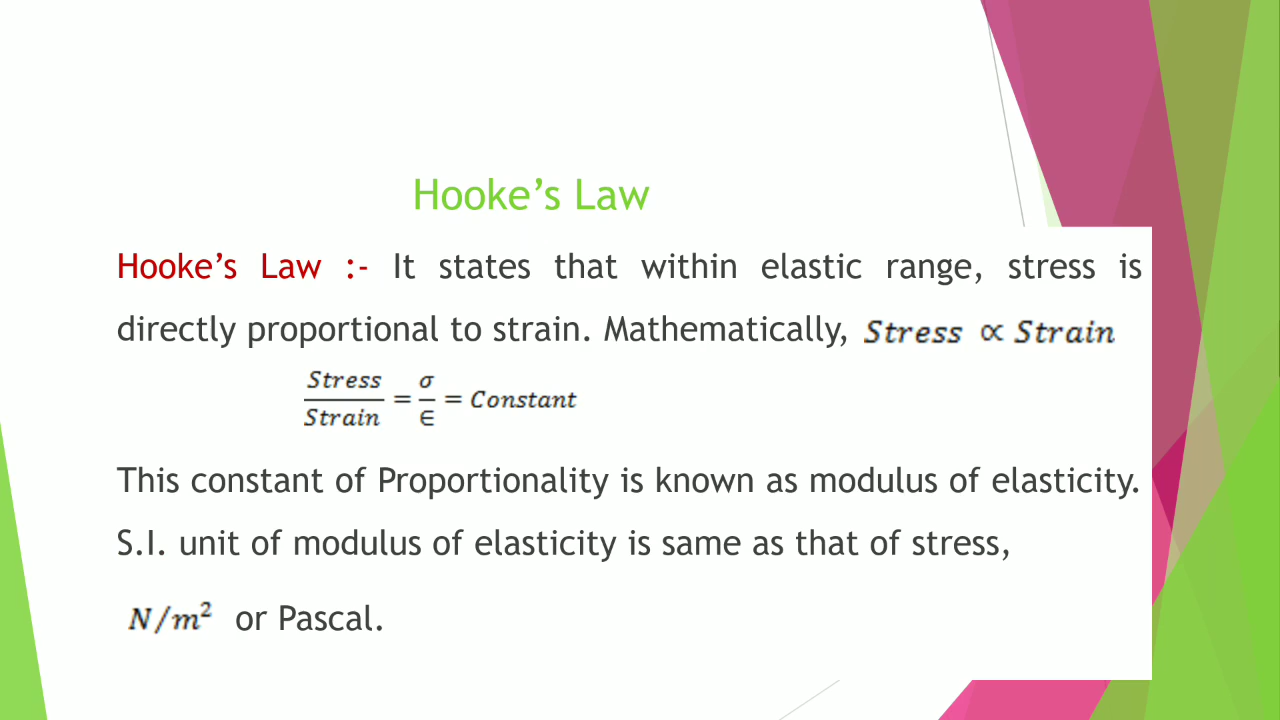 Hooke’s Law
Hooke’s Law :- It states that within elastic range, stress is
directly proportional to strain. Mathematically, Stress ∝ Strain
Stress/Strain = σ/∈ = Constant
This constant of Proportionality is known as modulus of elasticity.
S.I. unit of modulus of elasticity is same as that of stress,
N/m² or Pascal.